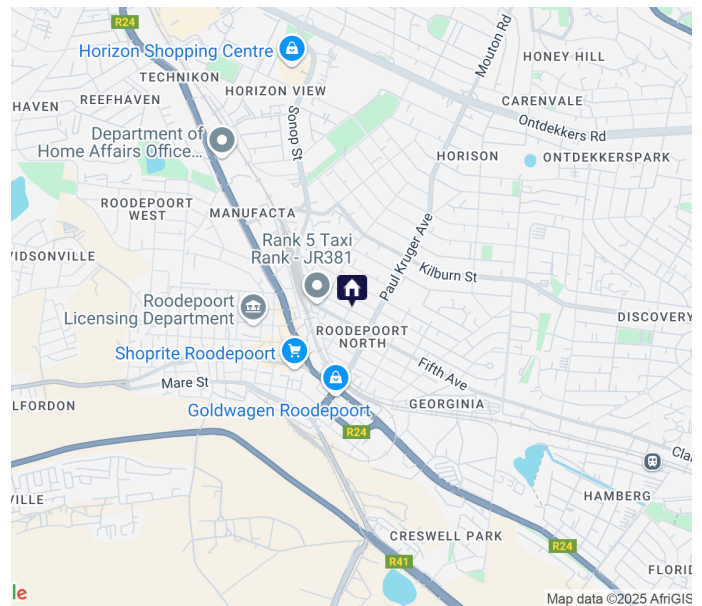 R24
Horizon Shopping Centre
Mouton Rd
HONEY HILL
TECHNIKON
HAVEN
REEFHAVEN
HORIZON VIEW
CARENVALE
Sonop St
Ontdekkers Rd
Department of
Home Affairs Office...
HORISON
ONTDEKKERSPARK
ROODEPOORT
WEST
MANUFACTA
Rank 5 Taxi
Rank - JR381
VIDSONVILLE
Paul Kruger Ave
Kilburn St
Roodepoort
Licensing Department
ROODEPOORT
NORTH
DISCOVERY
Shoprite Roodepoort
Fifth Ave
Mare St
LFORDON
Goldwagen Roodepoort
GEORGINIA
R24
Cla
VILLE
HAMBERG
CRESWELL PARK
R24
R41
FLORID
le
Map data ©2025 AfriGIS